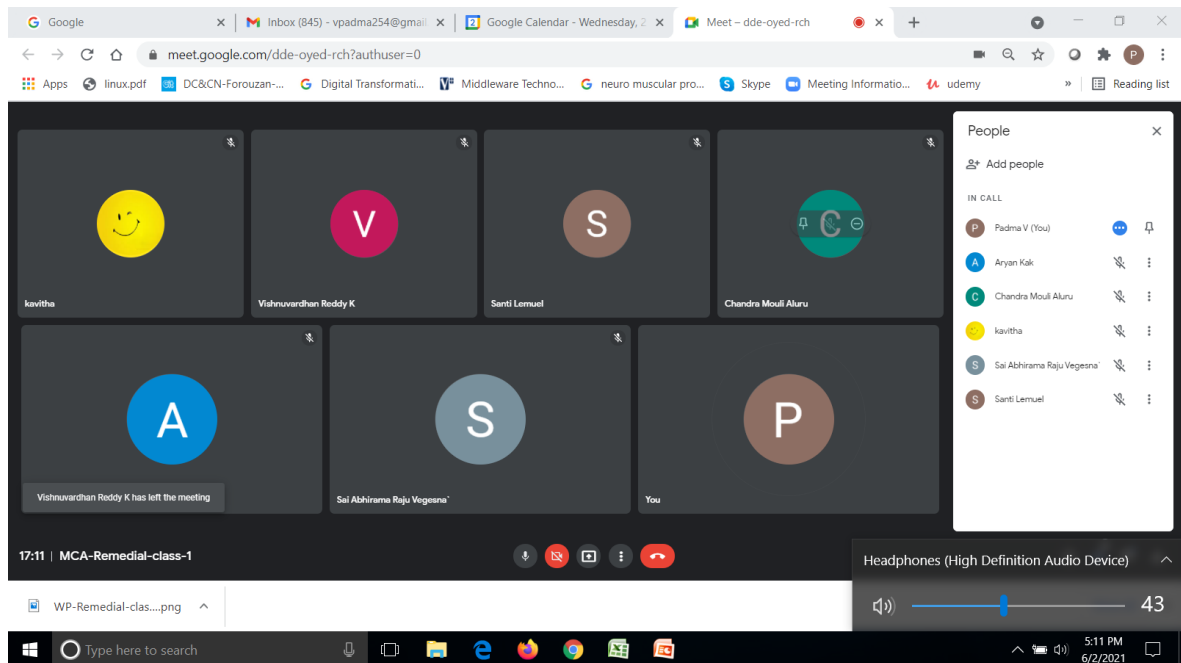 Google
Inbox (845) - vpadma254@gmail
Google Calendar - Wednesday, 2
Meet – dde-oyed-rch
meet.google.com/dde-oyed-rch?authuser=0
P
Apps
linux.pdf
DC&CN-Forouzan-...
Digital Transformati...
Middleware Techno...
neuro muscular pro...
Skype
Meeting Informatio...
udemy
»
Reading list
kavitha
V
Vishnuvardhan Reddy K
S
Santi Lemuel
C
Chandra Mouli Aluru
A
Vishnuvardhan Reddy K has left the meeting
S
Sai Abhirama Raju Vegesna`
P
You
People
Add people
IN CALL
P Padma V (You)
A Aryan Kak
C Chandra Mouli Aluru
kavitha
S Sai Abhirama Raju Vegesna`
S Santi Lemuel
17:11 | MCA-Remedial-class-1
Headphones (High Definition Audio Device)
43
WP-Remedial-clas....png
Type here to search
5:11 PM
6/2/2021